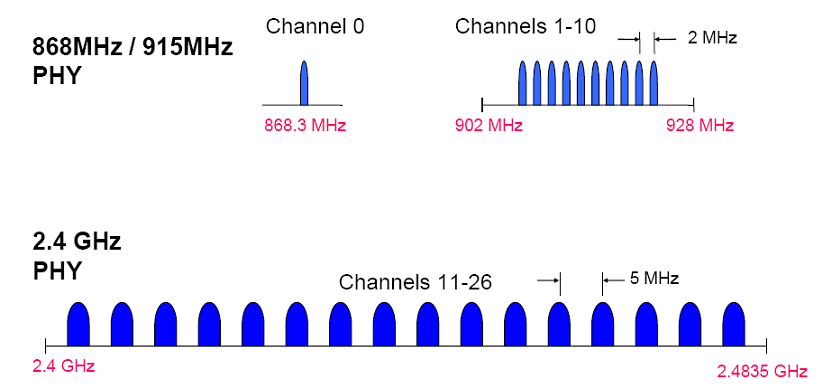 868MHz / 915MHz
PHY
Channel 0
868.3 MHz
Channels 1-10
2 MHz
902 MHz
928 MHz
2.4 GHz
PHY
Channels 11-26
5 MHz
2.4 GHz
2.4835 GHz